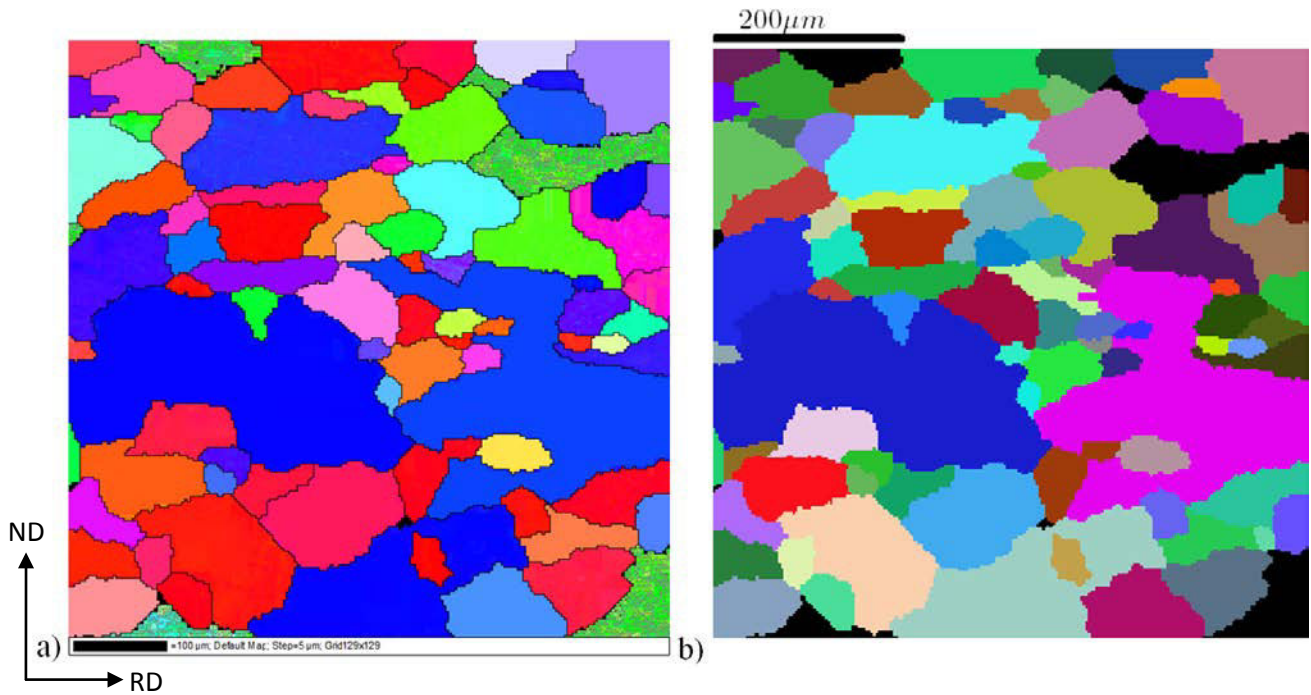 200μm
ND
RD
a)
=100 μm; Default Map; Step=5 μm; Grid129x129
b)